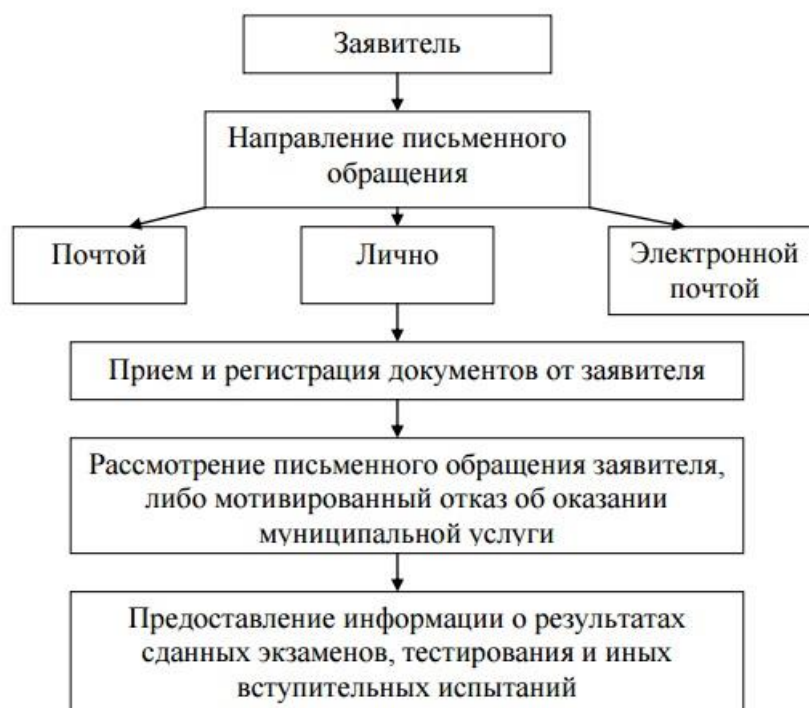 Заявитель
Направление письменного
обращения
Почтой
Лично
Электронной
почтой
Прием и регистрация документов от заявителя
Рассмотрение письменного обращения заявителя,
либо мотивированный отказ об оказании
муниципальной услуги
Предоставление информации о результатах
сданных экзаменов, тестирования и иных
вступительных испытаний